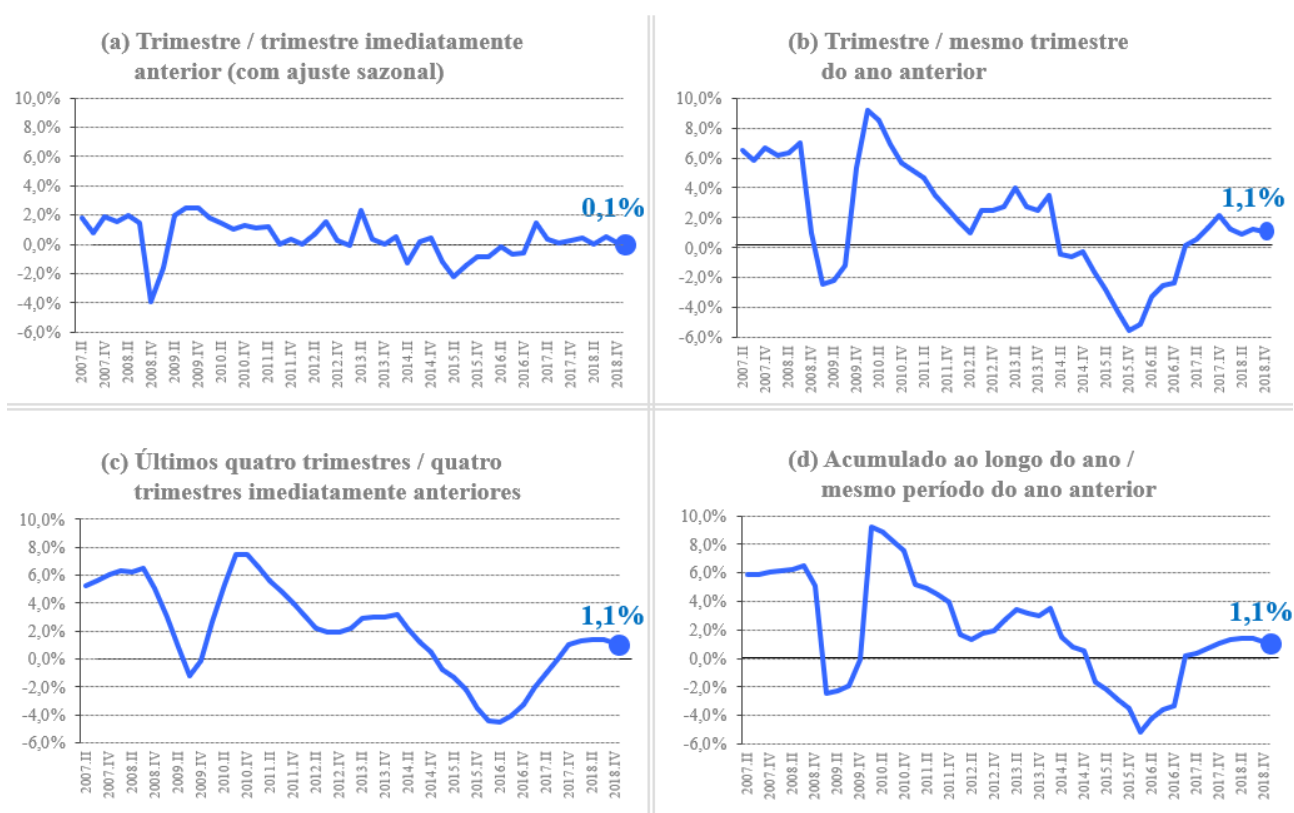 (a) Trimestre / trimestre imediatamente
anterior (com ajuste sazonal)
10,0%
8,0%
6,0%
4,0%
2,0%
0,0%
-2,0%
-4,0%
-6,0%
0,1%
2007.II
2007.IV
2008.II
2008.IV
2009.II
2009.IV
2010.II
2010.IV
2011.II
2011.IV
2012.II
2012.IV
2013.II
2013.IV
2014.II
2014.IV
2015.II
2015.IV
2016.II
2016.IV
2017.II
2017.IV
2018.II
2018.IV
(b) Trimestre / mesmo trimestre
do ano anterior
10,0%
8,0%
6,0%
4,0%
2,0%
0,0%
-2,0%
-4,0%
-6,0%
1,1%
2007.II
2007.IV
2008.II
2008.IV
2009.II
2009.IV
2010.II
2010.IV
2011.II
2011.IV
2012.II
2012.IV
2013.II
2013.IV
2014.II
2014.IV
2015.II
2015.IV
2016.II
2016.IV
2017.II
2017.IV
2018.II
2018.IV
(c) Últimos quatro trimestres / quatro
trimestres imediatamente anteriores
10,0%
8,0%
6,0%
4,0%
2,0%
0,0%
-2,0%
-4,0%
-6,0%
1,1%
2007.II
2007.IV
2008.II
2008.IV
2009.II
2009.IV
2010.II
2010.IV
2011.II
2011.IV
2012.II
2012.IV
2013.II
2013.IV
2014.II
2014.IV
2015.II
2015.IV
2016.II
2016.IV
2017.II
2017.IV
2018.II
2018.IV
(d) Acumulado ao longo do ano /
mesmo período do ano anterior
10,0%
8,0%
6,0%
4,0%
2,0%
0,0%
-2,0%
-4,0%
-6,0%
1,1%
2007.II
2007.IV
2008.II
2008.IV
2009.II
2009.IV
2010.II
2010.IV
2011.II
2011.IV
2012.II
2012.IV
2013.II
2013.IV
2014.II
2014.IV
2015.II
2015.IV
2016.II
2016.IV
2017.II
2017.IV
2018.II
2018.IV